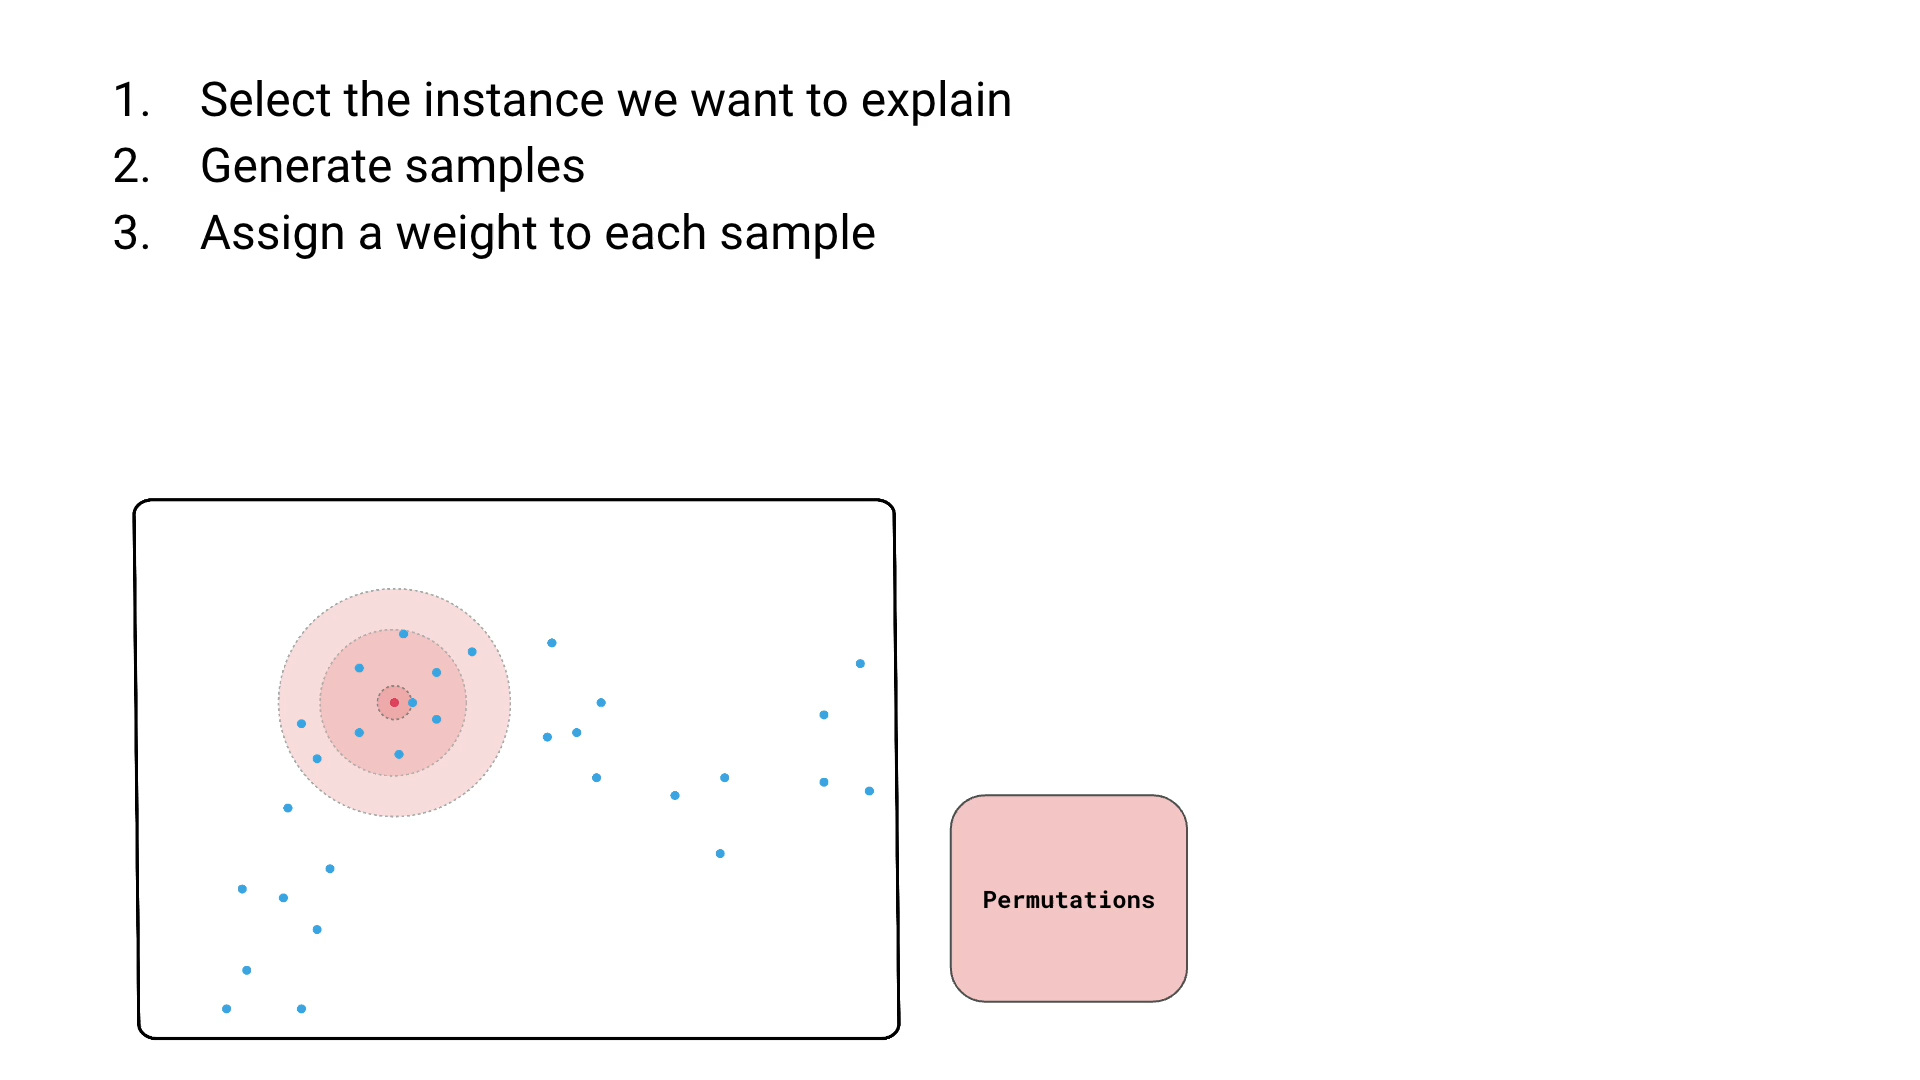 1. Select the instance we want to explain
2. Generate samples
3. Assign a weight to each sample
Permutations